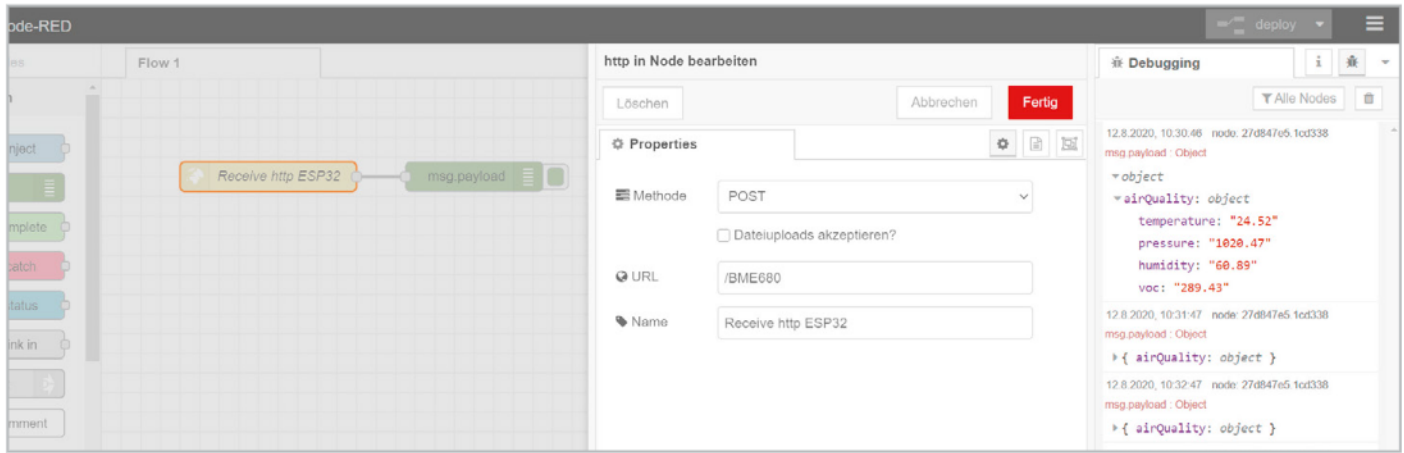 ode-RED
deploy
Flow 1
http in Node bearbeiten
Debugging
i
Löschen
Abbrechen
Fertig
Alle Nodes
Properties
nject
Receive http ESP32
msg.payload
mplete
atch
tatus
ink in
mment
Methode
POST
Dateiuploads akzeptieren?
URL
/BME680
Name
Receive http ESP32
12.8.2020, 10:30:46 node: 27d847e5.1cd338
msg.payload : Object
object
airQuality: object
temperature: "24.52"
pressure: "1020.47"
humidity: "60.89"
voc: "289.43"
12.8.2020, 10:31:47 node: 27d847e5.1cd338
msg.payload : Object
{ airQuality: object }
12.8.2020, 10:32:47 node: 27d847e5.1cd338
msg.payload : Object
{ airQuality: object }